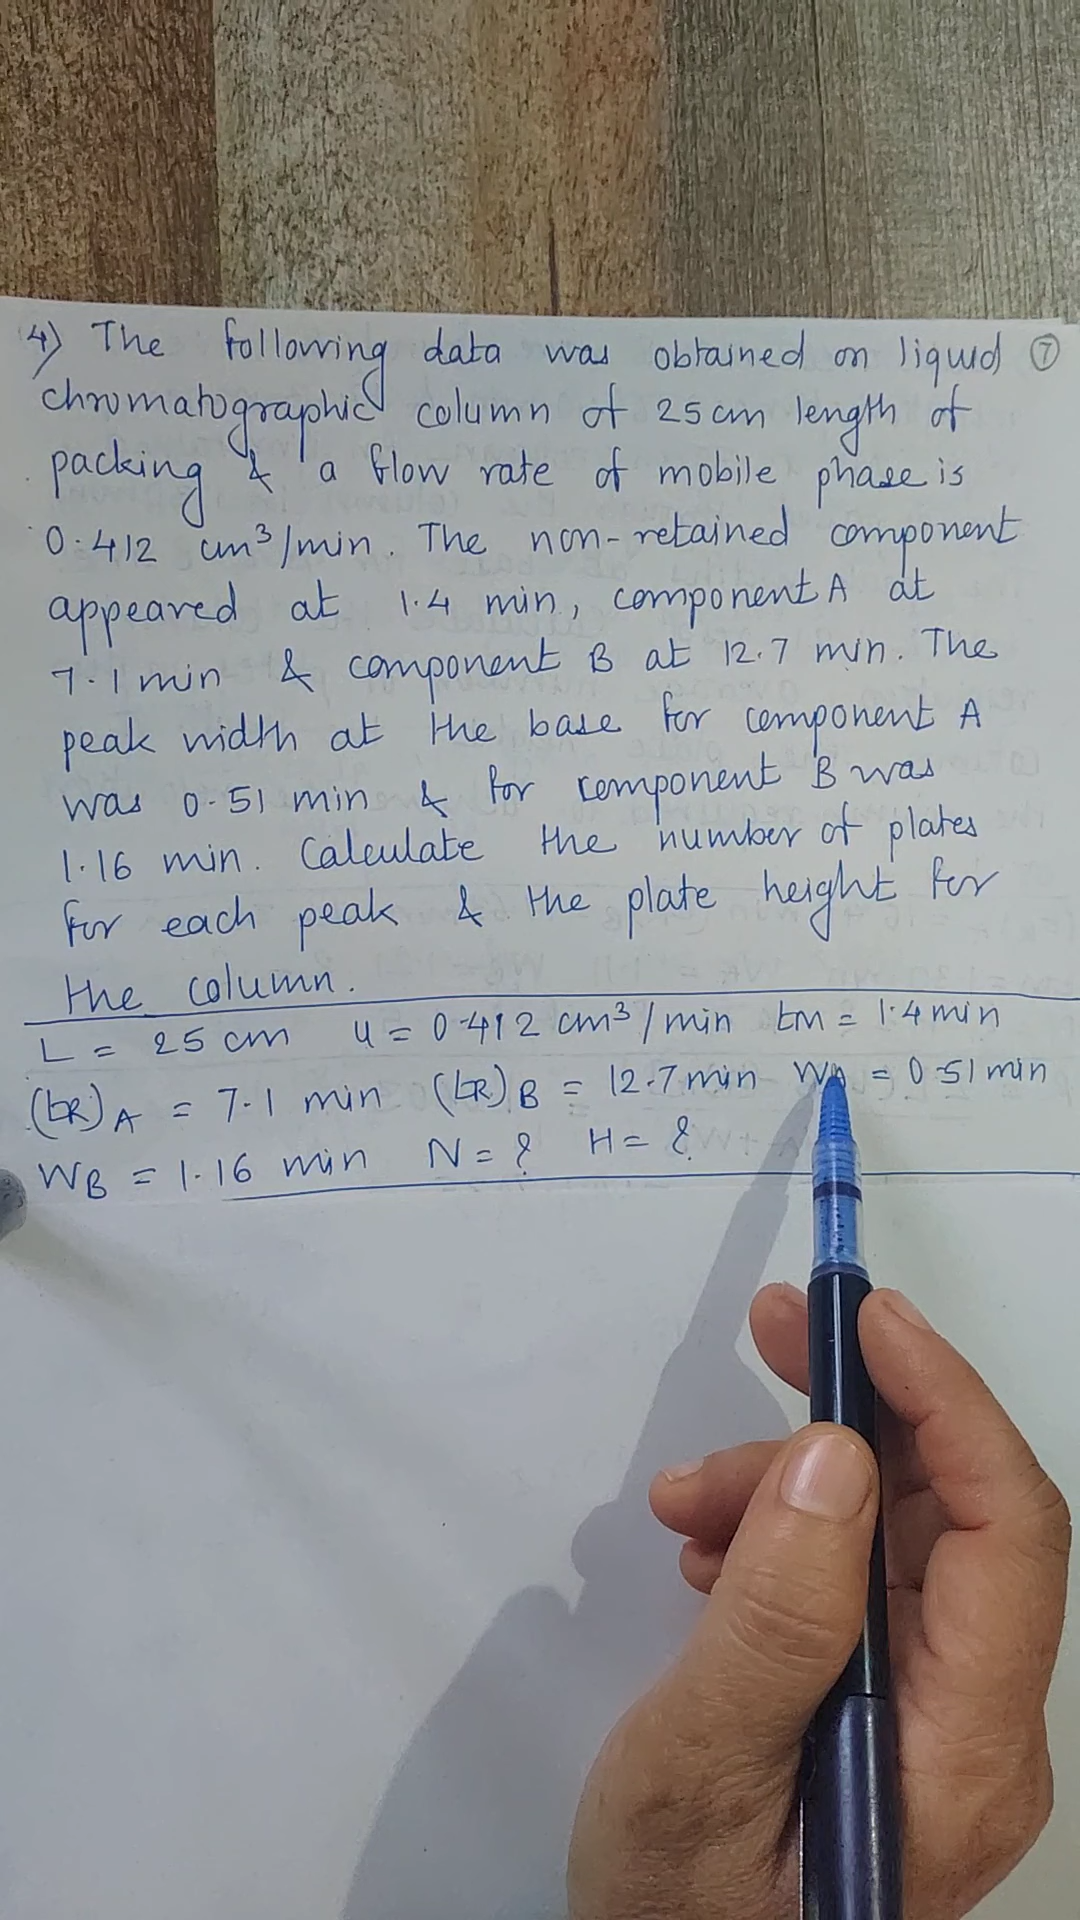 4) The following data was obtained on liquid ⑦
chromatographic column of 25 cm length of
packing & a flow rate of mobile phase is
0.412 cm³/min. The non-retained component
appeared at 1.4 min, component A at
7.1 min & component B at 12.7 min. The
peak width at the base for component A
was 0.51 min & for component B was
1.16 min. Calculate the number of plates
for each peak & the plate height for
the column.
L = 25 cm u = 0.412 cm³/min tm = 1.4 min
(tR)A = 7.1 min (tR)B = 12.7 min WA = 0.51 min
WB = 1.16 min N = ? H = ?